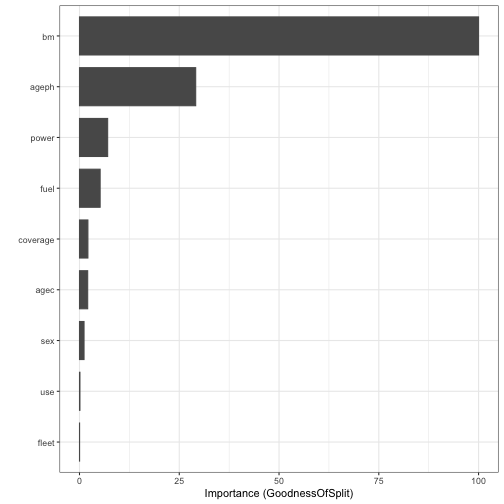 bm
ageph
power
fuel
coverage
agec
sex
use
fleet
0 25 50 75 100
Importance (GoodnessOfSplit)